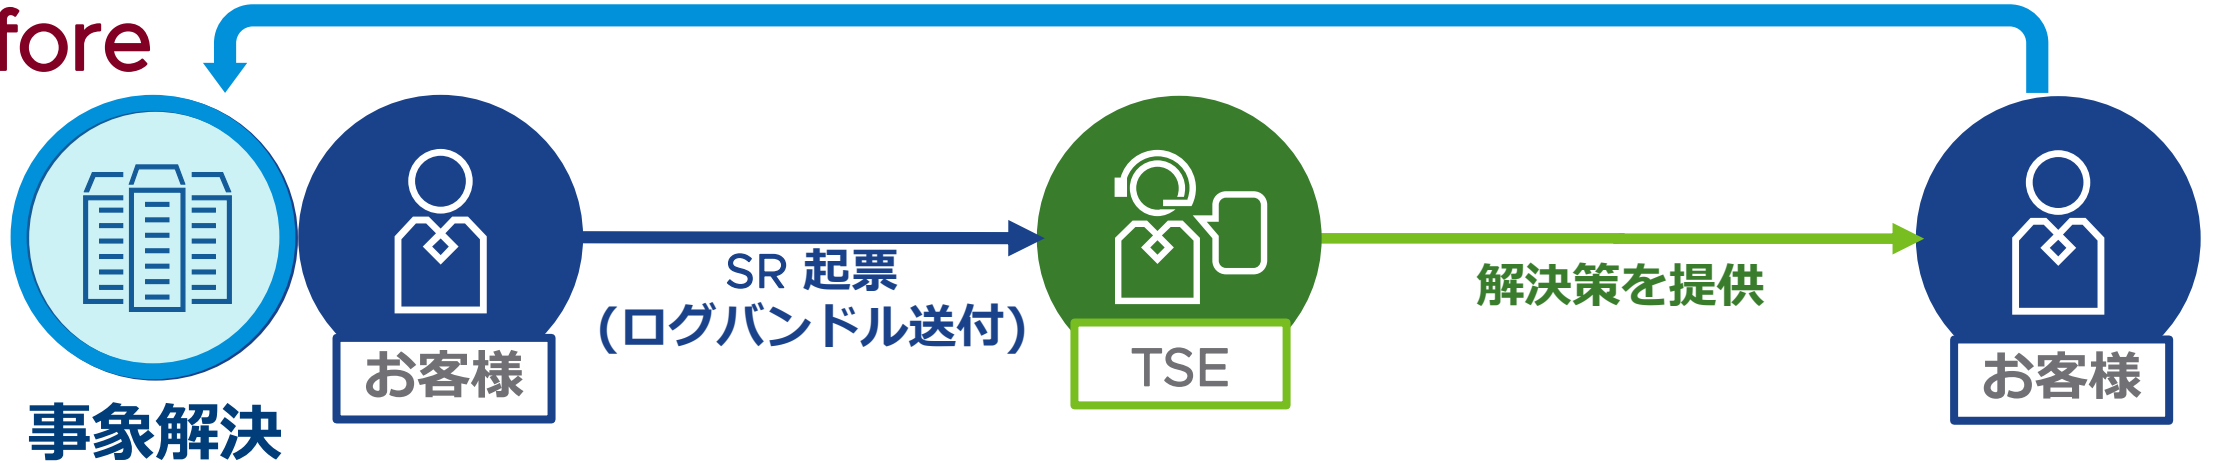 fore
SR 起票
(ログバンドル送付)
解決策を提供
お客様
TSE
お客様
事象解決